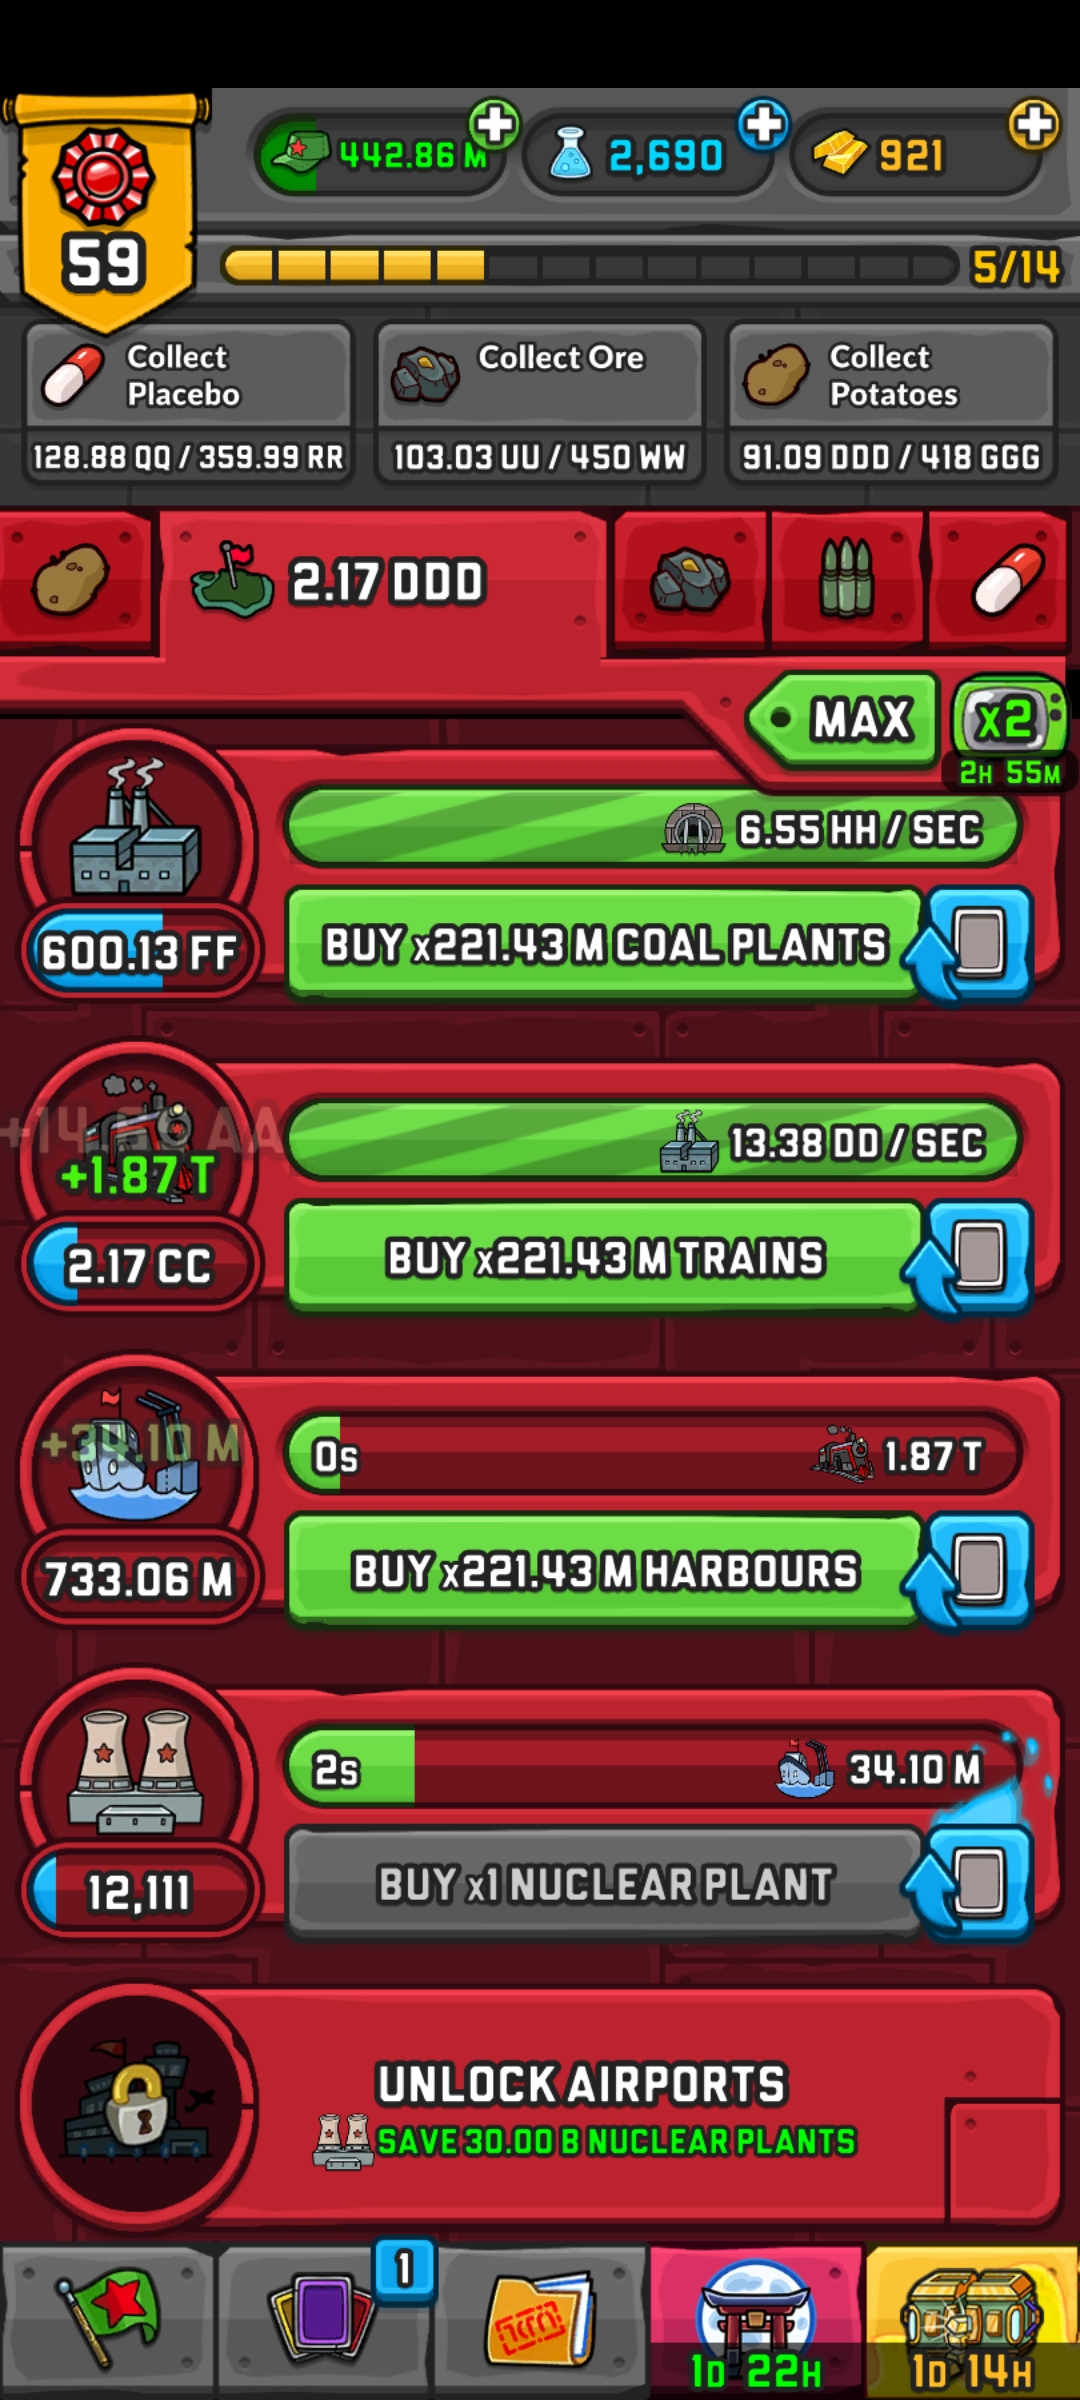 442.86 M
2,690
921
59
5/14
Collect
Placebo
128.88 QQ / 359.99 RR
Collect Ore
103.03 UU / 450 WW
Collect
Potatoes
91.09 DDD / 418 GGG
2.17 DDD
MAX
x2
2H 55M
6.55 HH / SEC
600.13 FF
BUY x221.43 M COAL PLANTS
+1.87 T
13.38 DD / SEC
2.17 CC
BUY x221.43 M TRAINS
+34.10 M
0s
1.87 T
733.06 M
BUY x221.43 M HARBOURS
2s
34.10 M
12,111
BUY x1 NUCLEAR PLANT
UNLOCK AIRPORTS
SAVE 30.00 B NUCLEAR PLANTS
1
1D 22H
1D 14H